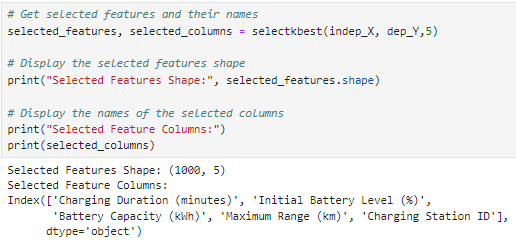 # Get selected features and their names
selected_features, selected_columns = selectkbest(indep_X, dep_Y,5)
# Display the selected features shape
print("Selected Features Shape:", selected_features.shape)
# Display the names of the selected columns
print("Selected Feature Columns:")
print(selected_columns)
Selected Features Shape: (1000, 5)
Selected Feature Columns:
Index(['Charging Duration (minutes)', 'Initial Battery Level (%)',
'Battery Capacity (kWh)', 'Maximum Range (km)', 'Charging Station ID'],
dtype='object')